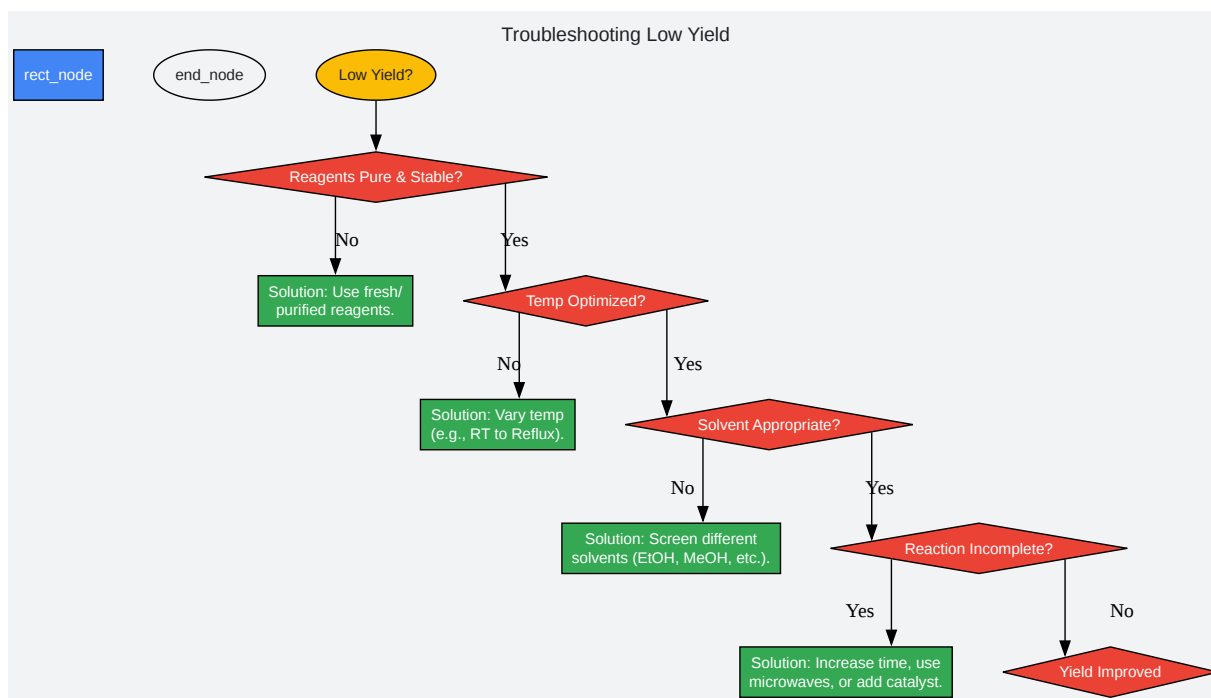 Troubleshooting Low Yield
rect_node
end_node
Low Yield?
Reagents Pure & Stable?
No
Yes
Solution: Use fresh/
purified reagents.
Temp Optimized?
No
Yes
Solution: Vary temp
(e.g., RT to Reflux).
Solvent Appropriate?
No
Yes
Solution: Screen different
solvents (EtOH, MeOH, etc.).
Reaction Incomplete?
Yes
No
Solution: Increase time, use
microwaves, or add catalyst.
Yield Improved